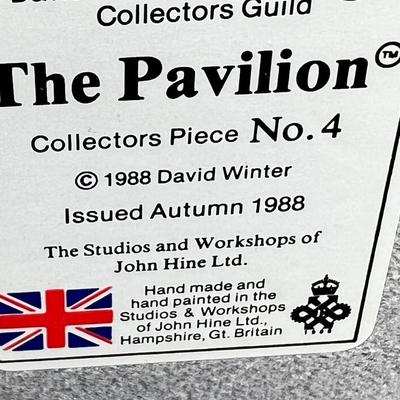 Collectors Guild
The Pavilion™
Collectors Piece No. 4
© 1988 David Winter
Issued Autumn 1988
The Studios and Workshops of
John Hine Ltd.
Hand made and
hand painted in the
Studios & Workshops
of John Hine Ltd.,
Hampshire, Gt. Britain